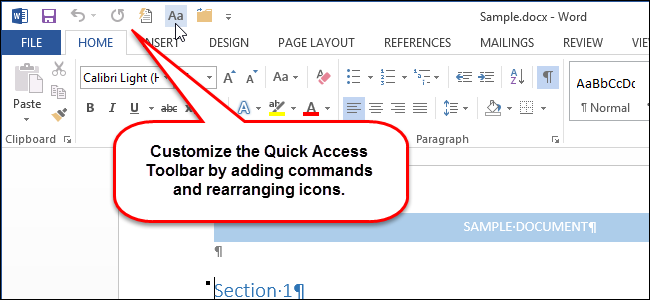 Aa Sample.docx - Word
FILE HOME INSERT DESIGN PAGE LAYOUT REFERENCES MAILINGS REVIEW
Calibri Light (H A A Aa A
Paste B I U abc A A
Clipboard Paragraph
AaBbCcDc
¶ Normal
Customize the Quick Access
Toolbar by adding commands
and rearranging icons.
SAMPLE·DOCUMENT¶
¶
Section·1¶